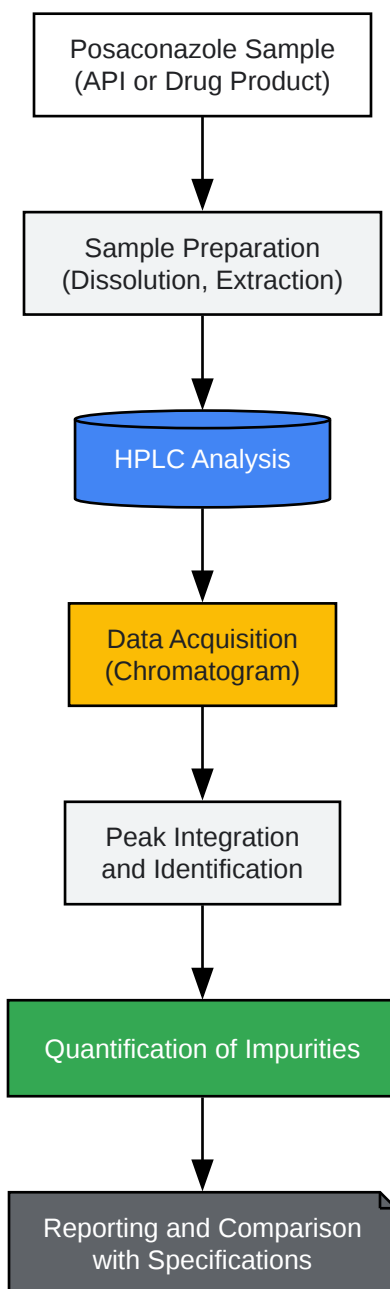 Posaconazole Sample
(API or Drug Product)
Sample Preparation
(Dissolution, Extraction)
HPLC Analysis
Data Acquisition
(Chromatogram)
Peak Integration
and Identification
Quantification of Impurities
Reporting and Comparison
with Specifications